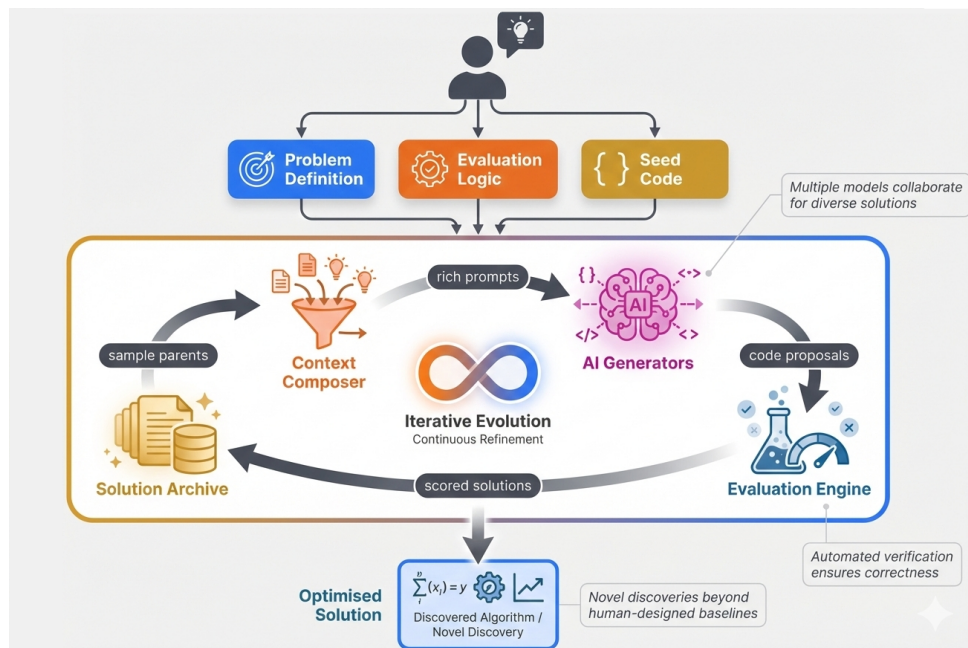 Problem
Definition
Evaluation
Logic
{ } Seed
Code
Multiple models collaborate
for diverse solutions
rich prompts
{ }
<·>
AI
</>
<>
sample parents
code proposals
Context
Composer
AI Generators
Iterative Evolution
Continuous Refinement
Solution Archive
scored solutions
Evaluation Engine
Automated verification
ensures correctness
Optimised
Solution
n∑i(xᵢ) = y
Discovered Algorithm /
Novel Discovery
Novel discoveries beyond
human-designed baselines